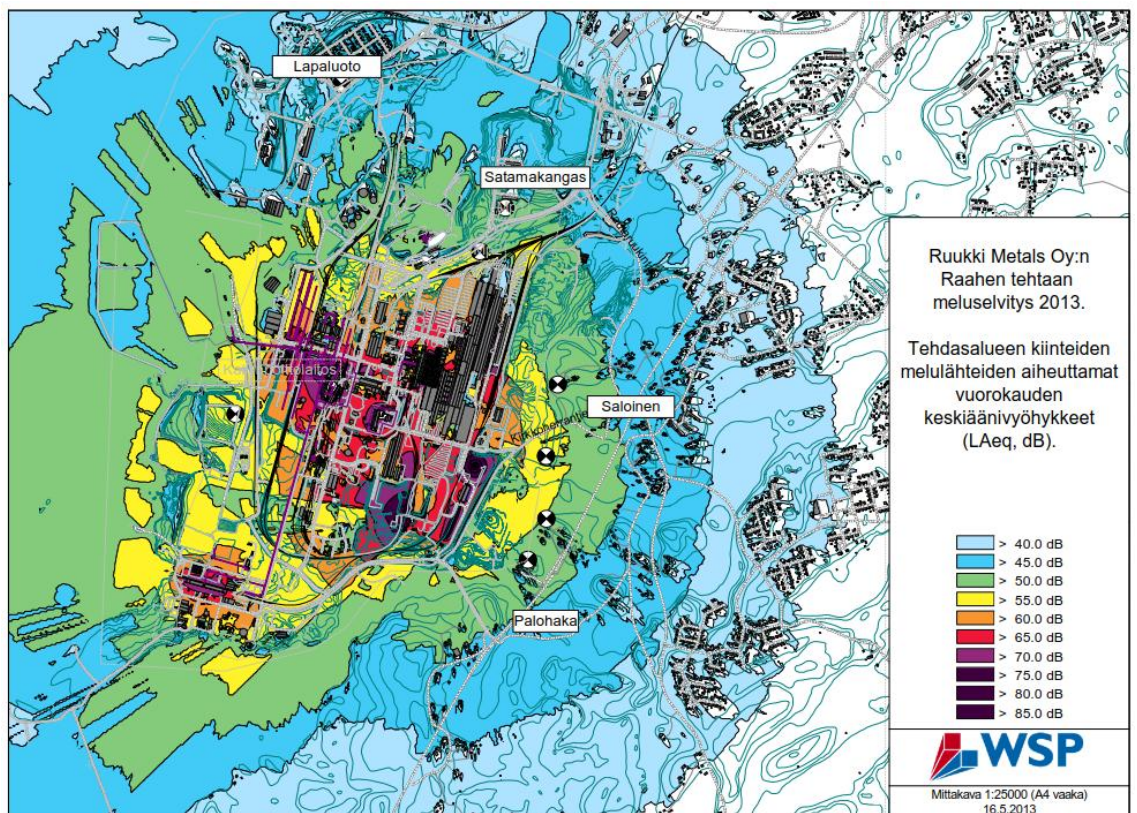 Lapaluoto
Satamakangas
Saloinen
Palohaka
Ruukki Metals Oy:n
Raahen tehtaan
meluselvitys 2013.
Tehdasalueen kiinteiden
melulähteiden aiheuttamat
vuorokauden
keskiäänivyöhykkeet
(LAeq, dB).
> 40.0 dB
> 45.0 dB
> 50.0 dB
> 55.0 dB
> 60.0 dB
> 65.0 dB
> 70.0 dB
> 75.0 dB
> 80.0 dB
> 85.0 dB
WSP
Mittakava 1:25000 (A4 vaaka)
16.5.2013